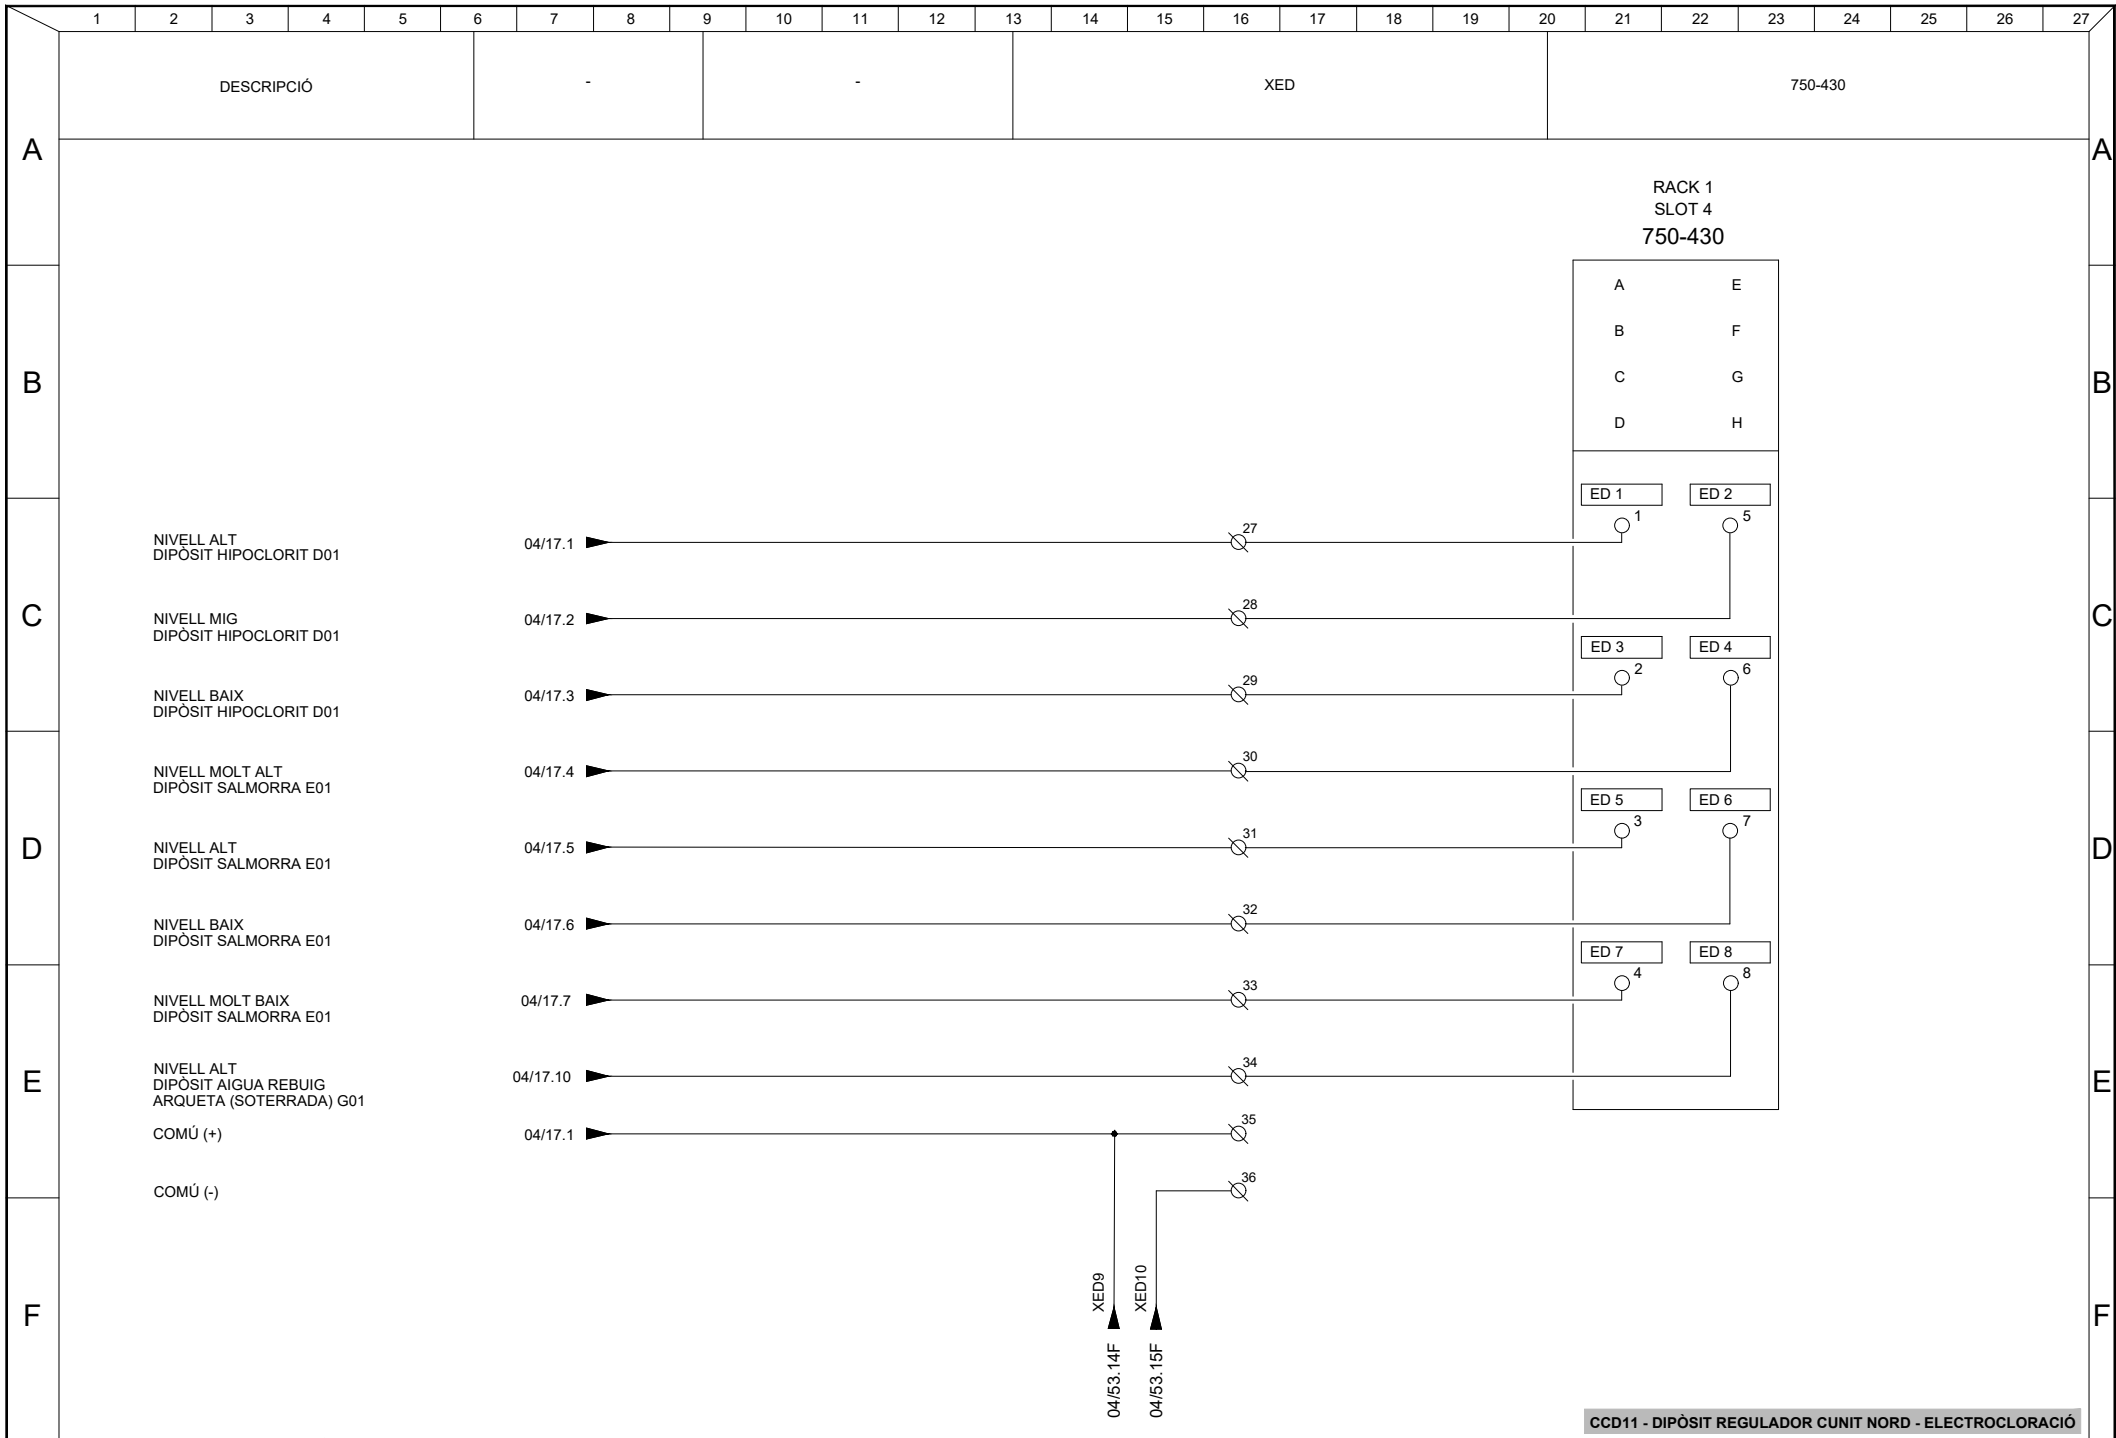 1 2 3 4 5 6 7 8 9 10 11 12 13 14 15 16 17 18 19 20 21 22 23 24 25 26 27
DESCRIPCIÓ - - XED 750-430
A A
RACK 1
SLOT 4
750-430
A E
B F
B B
C G
D H
ED 1 ED 2
1 5
NIVELL ALT
DIPÒSIT HIPOCLORIT D01
04/17.1 27
C C
NIVELL MIG
DIPÒSIT HIPOCLORIT D01
04/17.2 28
ED 3 ED 4
2 6
NIVELL BAIX
DIPÒSIT HIPOCLORIT D01
04/17.3 29
NIVELL MOLT ALT
DIPÒSIT SALMORRA E01
04/17.4 30
ED 5 ED 6
3 7
D D
NIVELL ALT
DIPÒSIT SALMORRA E01
04/17.5 31
NIVELL BAIX
DIPÒSIT SALMORRA E01
04/17.6 32
ED 7 ED 8
4 8
NIVELL MOLT BAIX
DIPÒSIT SALMORRA E01
04/17.7 33
E E
NIVELL ALT
DIPÒSIT AIGUA REBUIG
ARQUETA (SOTERRADA) G01
04/17.10 34
COMÚ (+) 04/17.1 35
COMÚ (-) 36
F F
XED9
XED10
04/53.14F
04/53.15F
CCD11 - DIPÒSIT REGULADOR CUNIT NORD - ELECTROCLORACIÓ